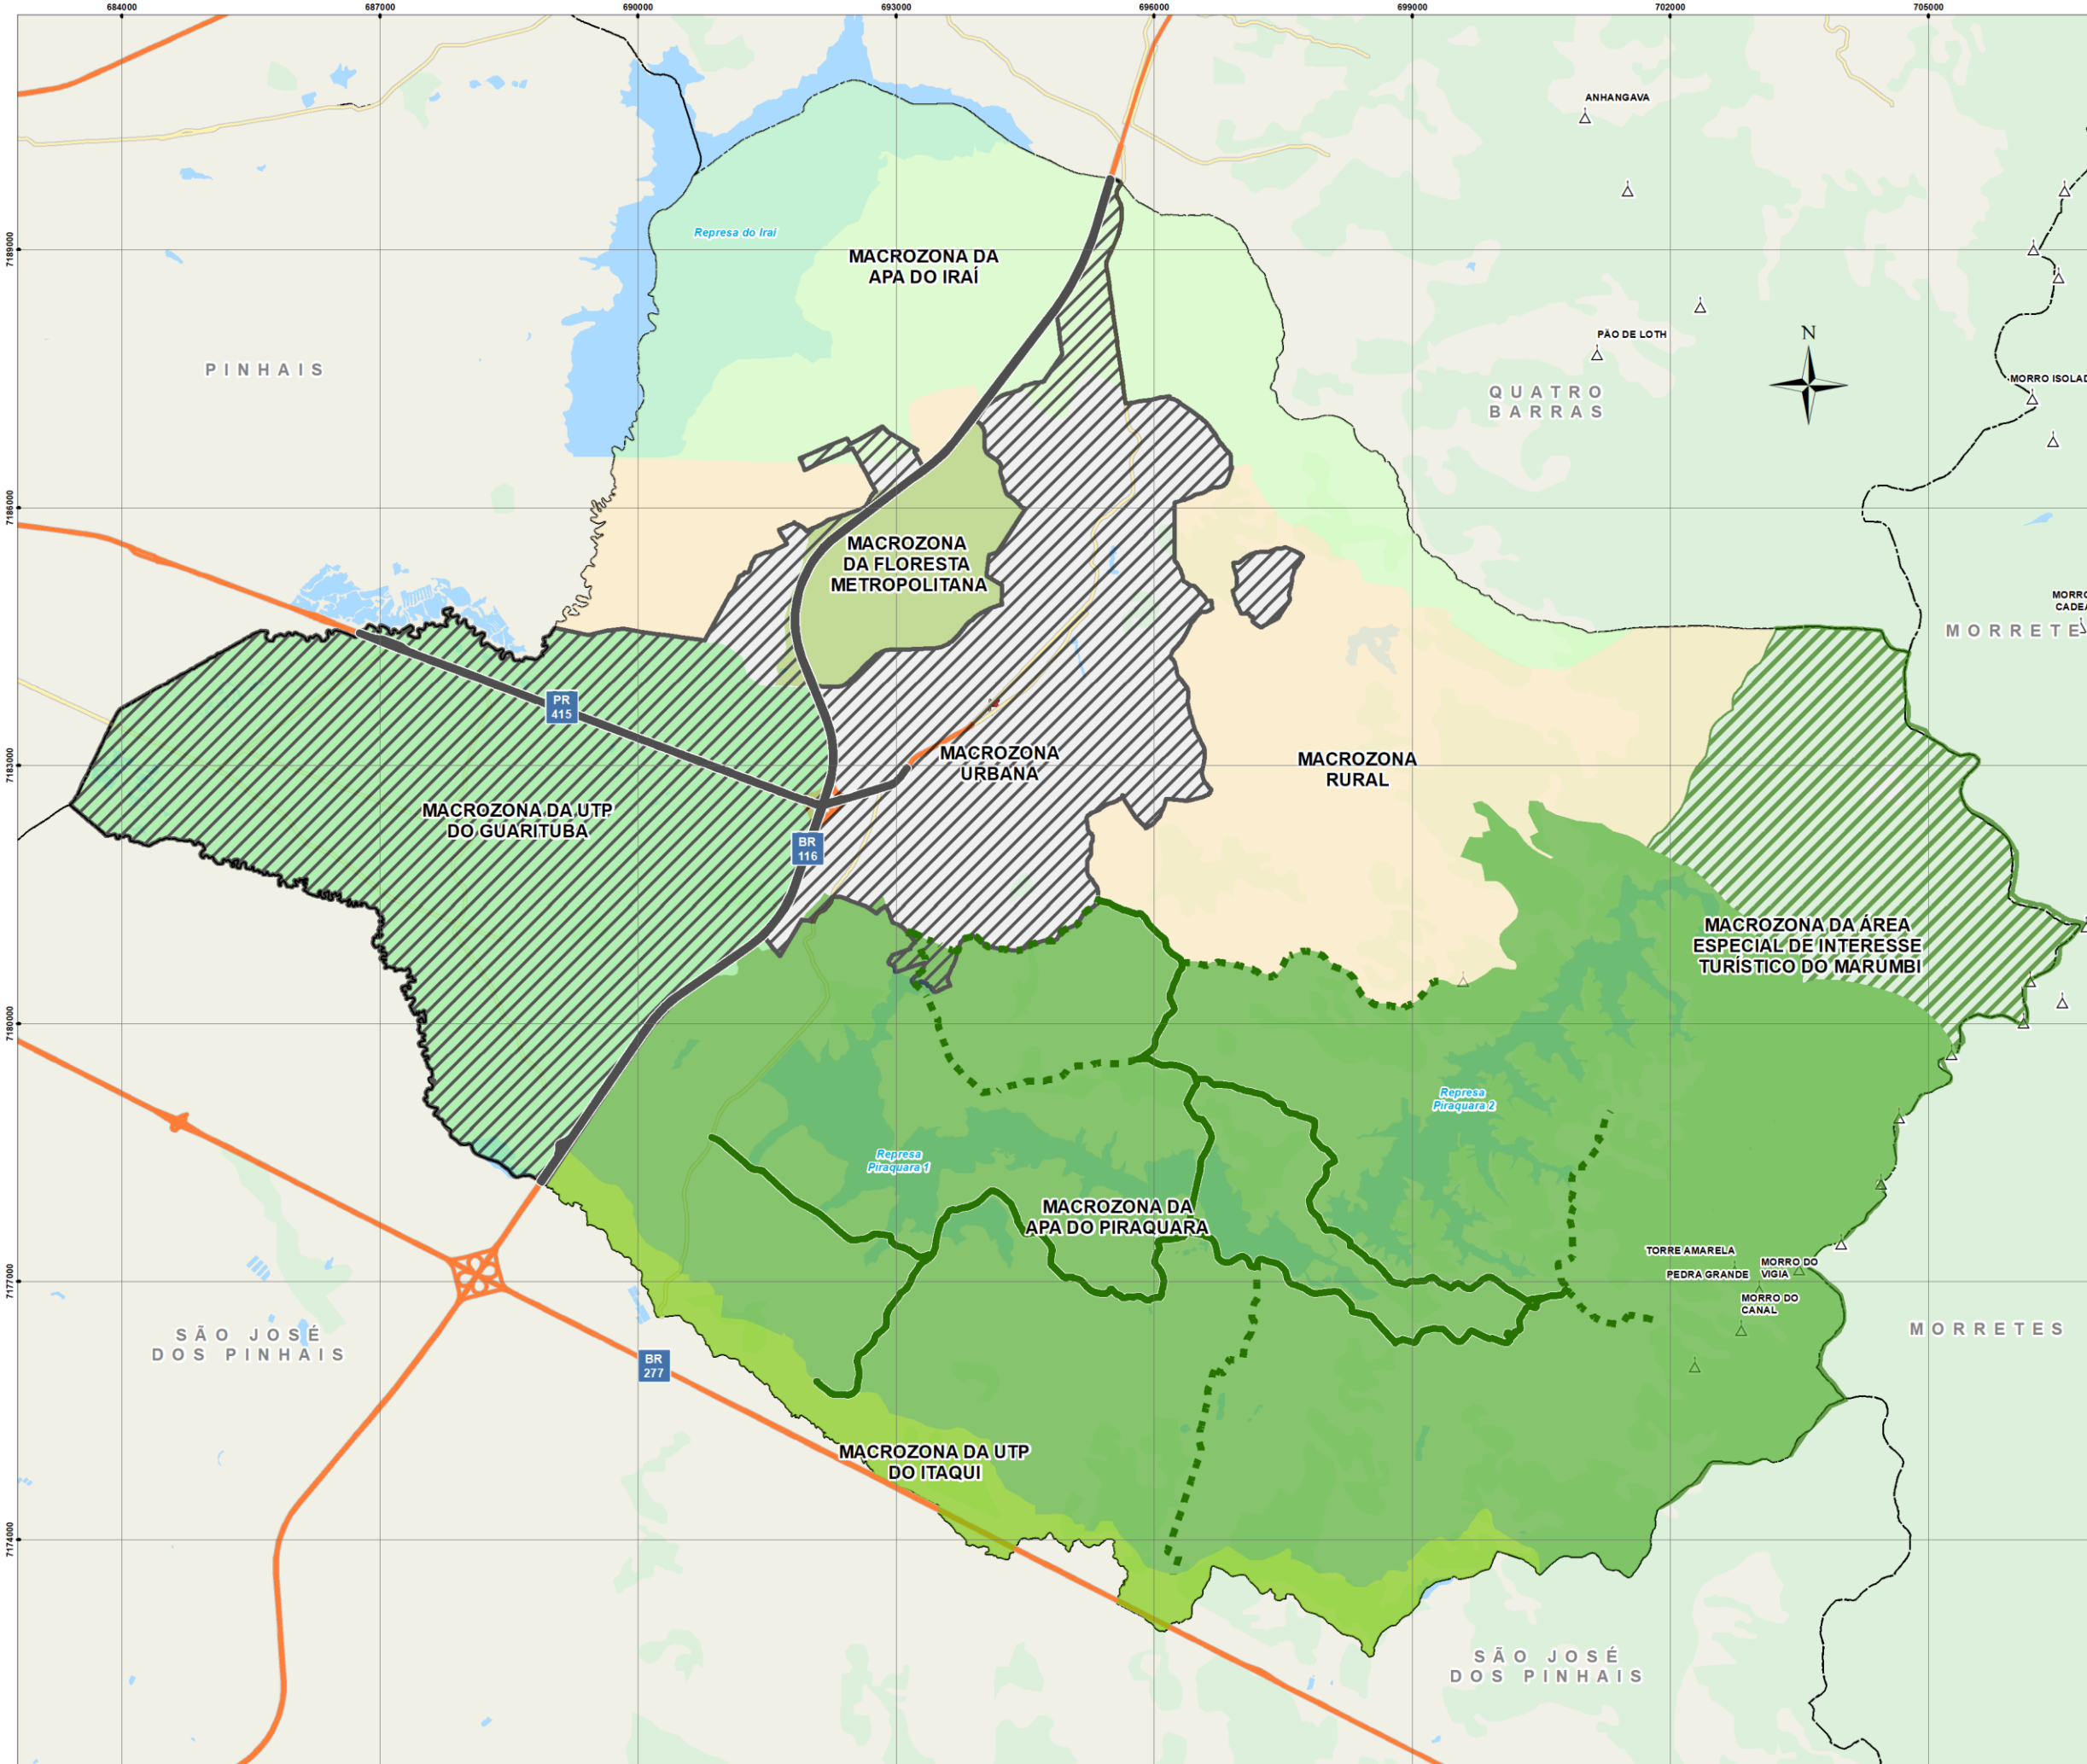 684000
687000
690000
693000
696000
699000
702000
705000
7189000
7186000
7183000
7180000
7177000
7174000
ANHANGAVA
Represa do Iraí
MACROZONA DA
APA DO IRAÍ
N
PÃO DE LOTH
PINHAIS
MORRO ISOLAD
QUATRO
BARRAS
MACROZONA
DA FLORESTA
METROPOLITANA
MORRO
CADEA
MORRETE
PR
415
MACROZONA
URBANA
MACROZONA
RURAL
MACROZONA DA UTP
DO GUARITUBA
BR
116
MACROZONA DA ÁREA
ESPECIAL DE INTERESSE
TURÍSTICO DO MARUMBI
Represa
Piraquara 2
Represa
Piraquara 1
MACROZONA DA
APA DO PIRAQUARA
TORRE AMARELA
MORRO DO
VIGIA
PEDRA GRANDE
MORRO DO
CANAL
SÃO JOSÉ
DOS PINHAIS
MORRETES
BR
277
MACROZONA DA UTP
DO ITAQUI
SÃO JOSÉ
DOS PINHAIS